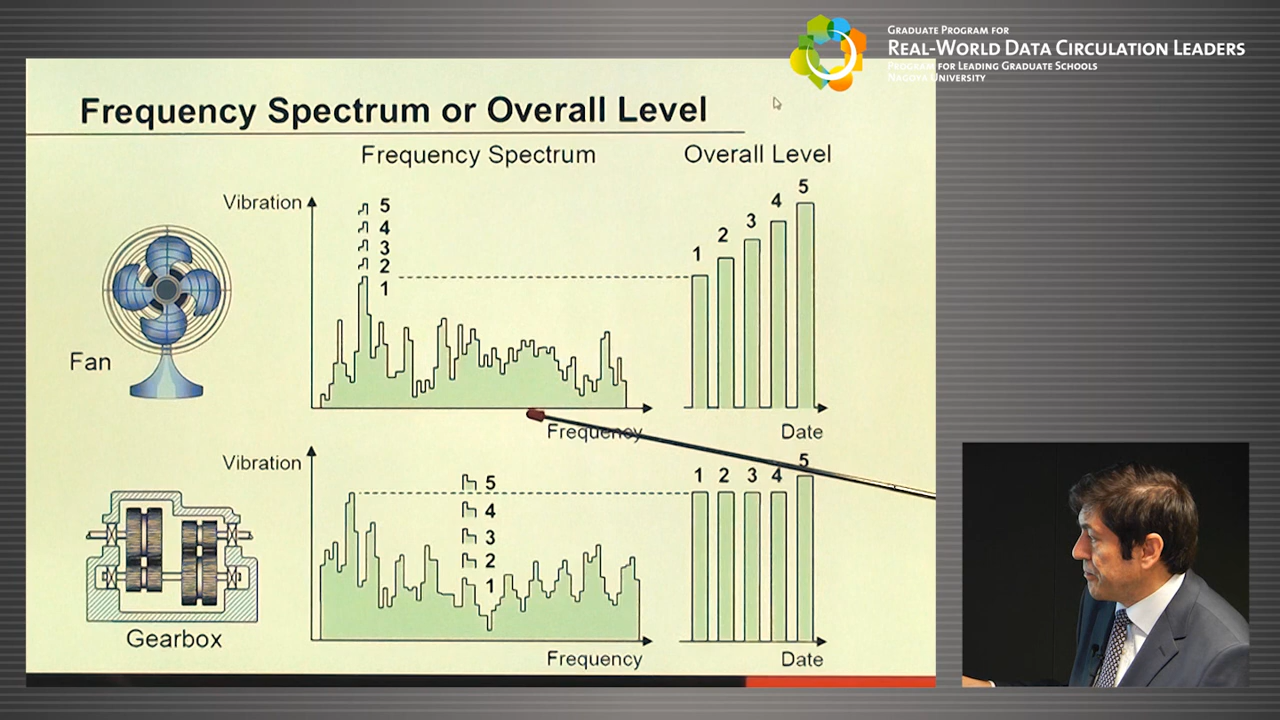 GRADUATE PROGRAM FOR
REAL-WORLD DATA CIRCULATION LEADERS
PROGRAM FOR LEADING GRADUATE SCHOOLS
NAGOYA UNIVERSITY
Frequency Spectrum or Overall Level
Frequency Spectrum
Overall Level
Vibration
5
4
3
2
1
1
2
3
4
5
Fan
Frequency
Date
Vibration
5
4
3
2
1
1 2 3 4 5
Gearbox
Frequency
Date